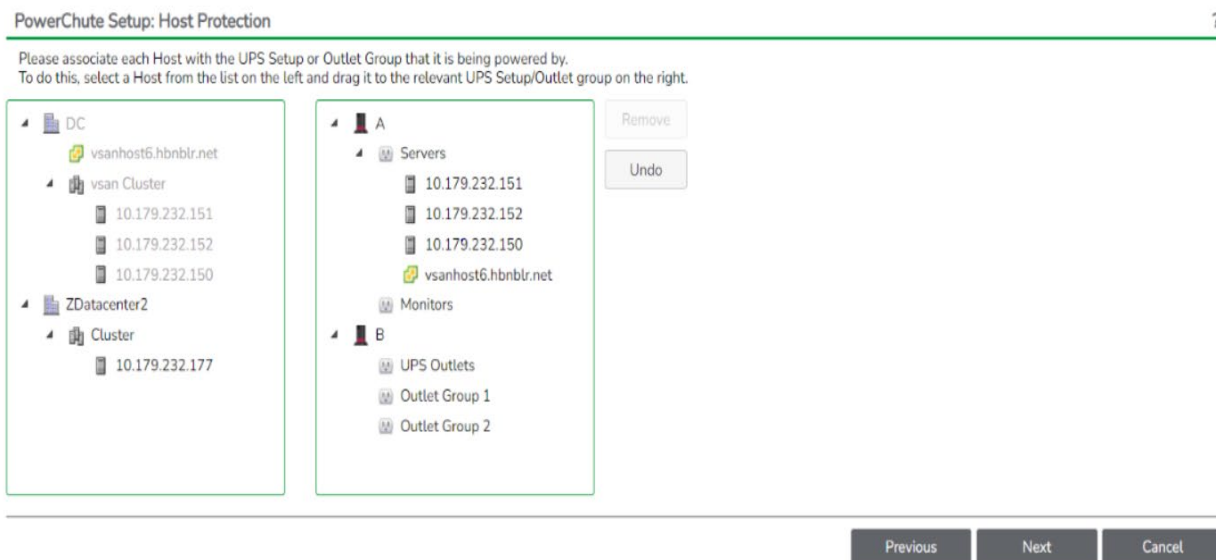 PowerChute Setup: Host Protection
?
Please associate each Host with the UPS Setup or Outlet Group that it is being powered by.
To do this, select a Host from the list on the left and drag it to the relevant UPS Setup/Outlet group on the right.
DC
vsanhost6.hbnblr.net
vsan Cluster
10.179.232.151
10.179.232.152
10.179.232.150
ZDatacenter2
Cluster
10.179.232.177
A
Servers
10.179.232.151
10.179.232.152
10.179.232.150
vsanhost6.hbnblr.net
Monitors
B
UPS Outlets
Outlet Group 1
Outlet Group 2
Remove
Undo
Previous
Next
Cancel